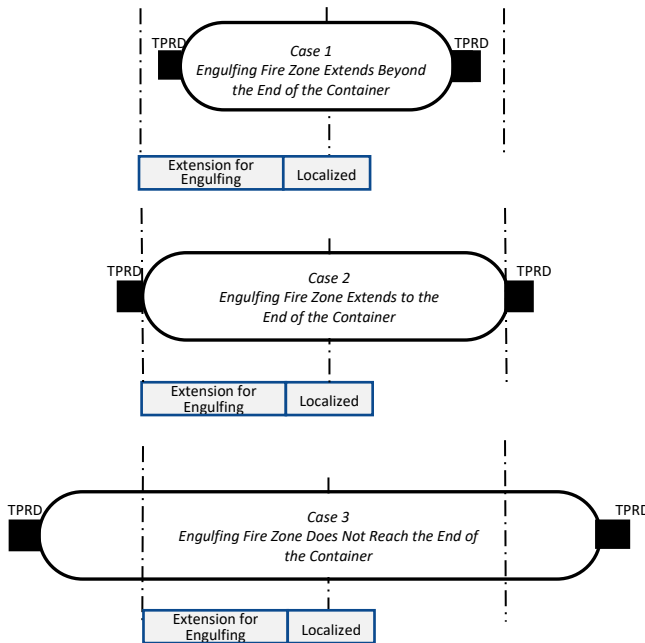 TPRD
TPRD
Case 1
Engulfing Fire Zone Extends Beyond
the End of the Container
Extension for
Engulfing
Localized
TPRD
TPRD
Case 2
Engulfing Fire Zone Extends to the
End of the Container
Extension for
Engulfing
Localized
TPRD
TPRD
Case 3
Engulfing Fire Zone Does Not Reach the End of
the Container
Extension for
Engulfing
Localized